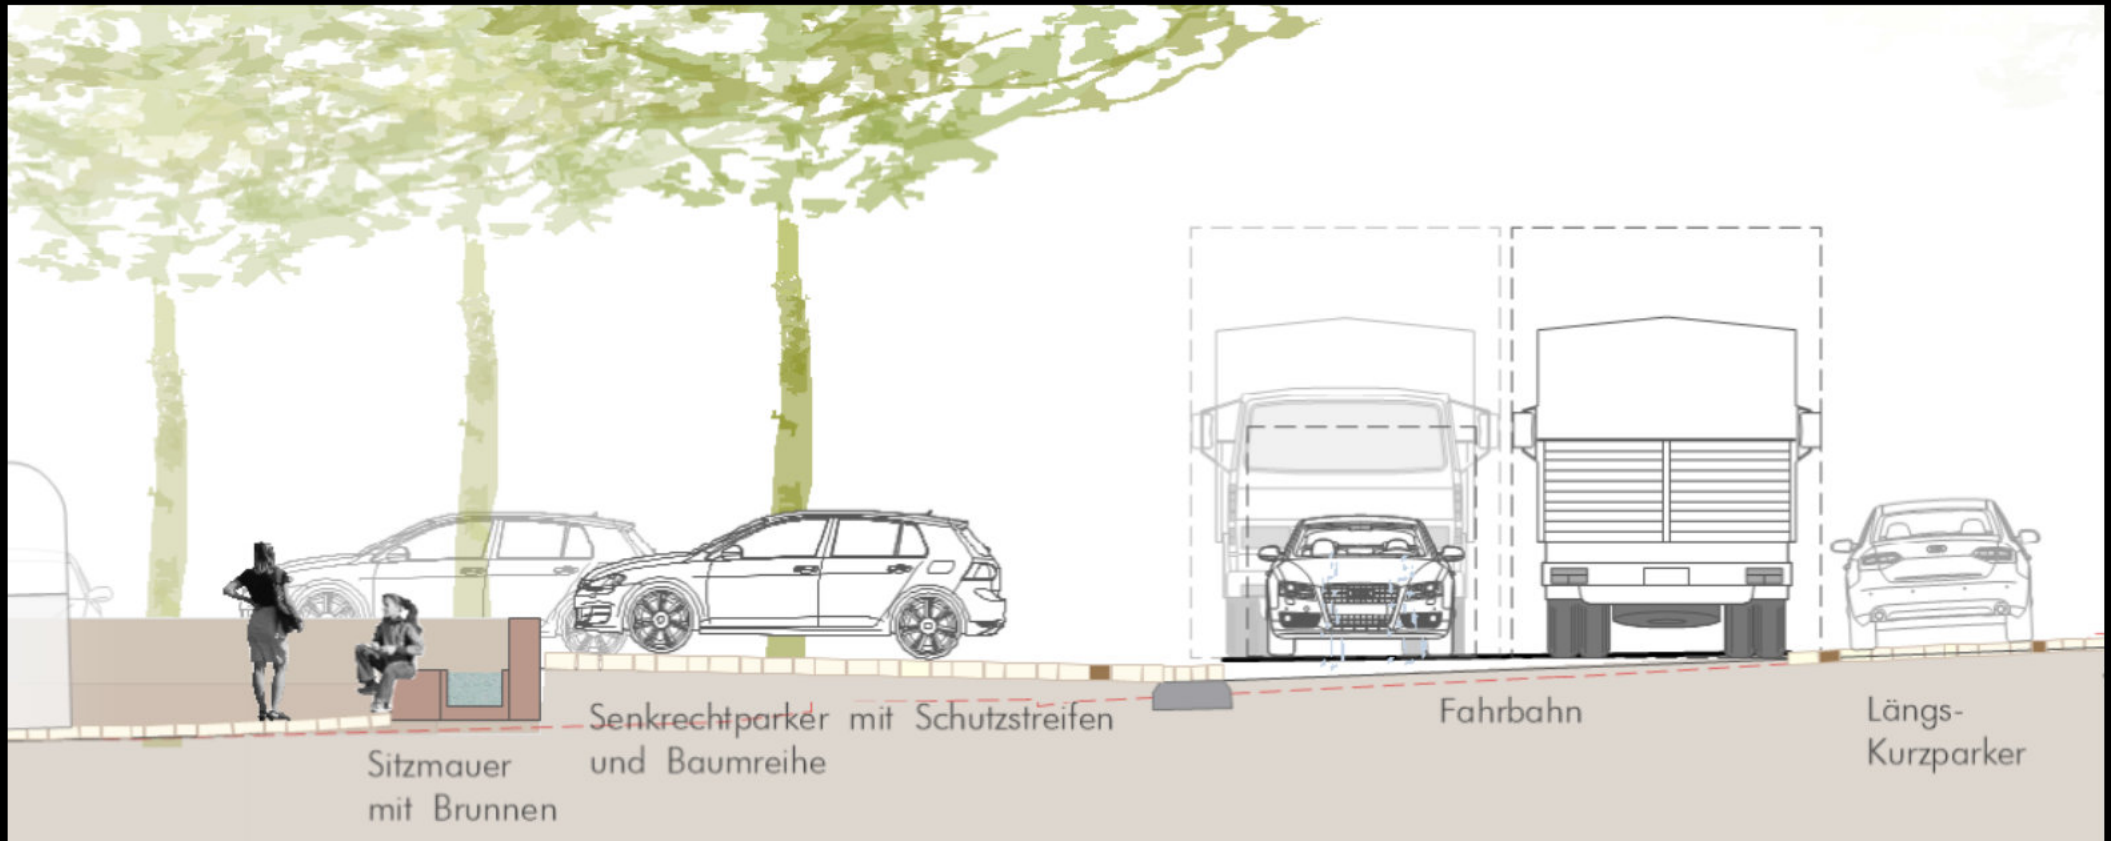 Senkrechtparker mit Schutzstreifen
und Baumreihe
Sitzmauer
mit Brunnen
Fahrbahn
Längs-
Kurzparker